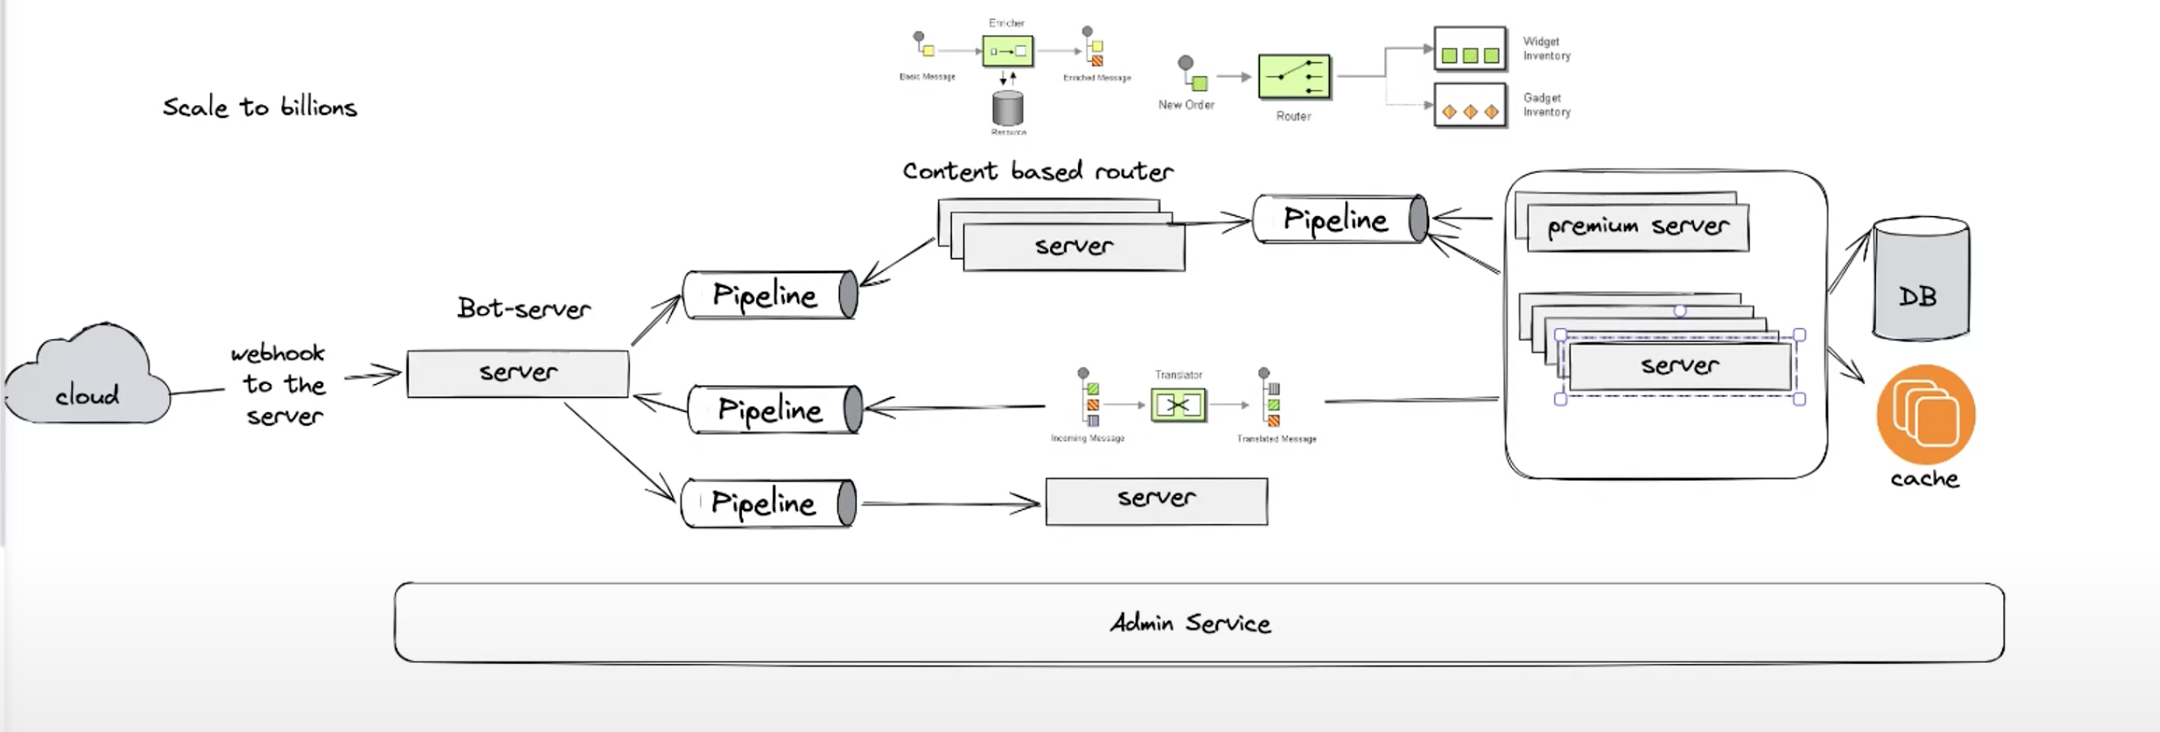 Scale to billions
Enricher
Basic Message
Enriched Message
Resource
New Order
Router
Widget
Inventory
Gadget
Inventory
Content based router
server
Pipeline
premium server
server
DB
cache
Pipeline
Bot-server
cloud
webhook
to the
server
server
Pipeline
Translator
Incoming Message
Translated Message
Pipeline
server
Admin Service